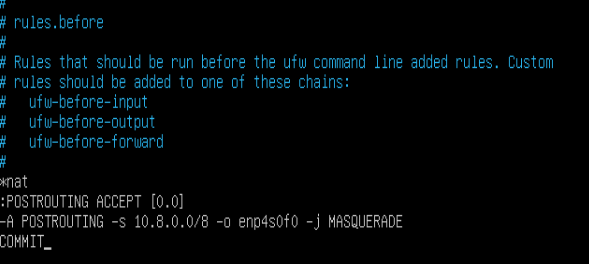 #
# rules.before
#
# Rules that should be run before the ufw command line added rules. Custom
# rules should be added to one of these chains:
#   ufw-before-input
#   ufw-before-output
#   ufw-before-forward
#
*nat
:POSTROUTING ACCEPT [0.0]
-A POSTROUTING -s 10.8.0.0/8 -o enp4s0f0 -j MASQUERADE
COMMIT_